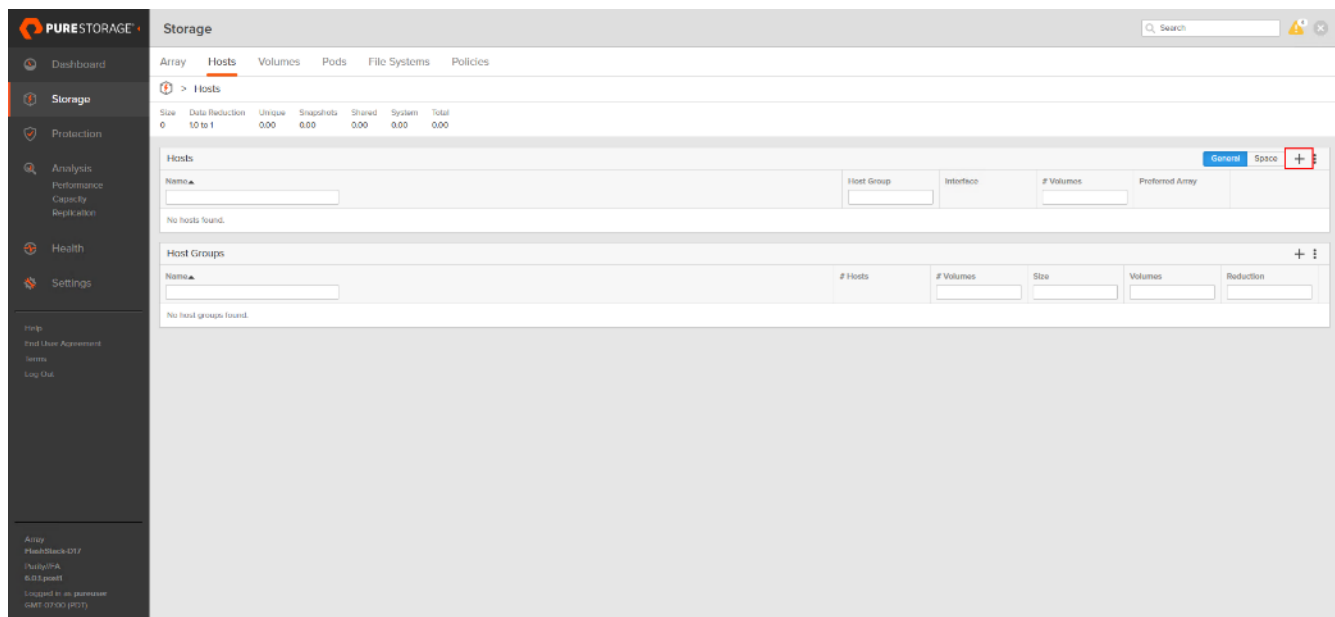 PURESTORAGE
Storage
Search
Dashboard
Storage
Protection
Analysis
Performance
Capacity
Replication
Health
Settings
Help
End User Agreement
Terms
Log Out
Array
FlashStack-D17
Purity//FA
Logged in as pureuser
GMT-07:00 (PDT)
Array Hosts Volumes Pods File Systems Policies
> Hosts
Size Data Reduction Unique Snapshots Shared System Total
0 1.0 to 1 0.00 0.00 0.00 0.00 0.00
Hosts General Space +
Name Host Group Interface # Volumes Preferred Array
No hosts found.
Host Groups +
Name # Hosts # Volumes Size Volumes Reduction
No host groups found.